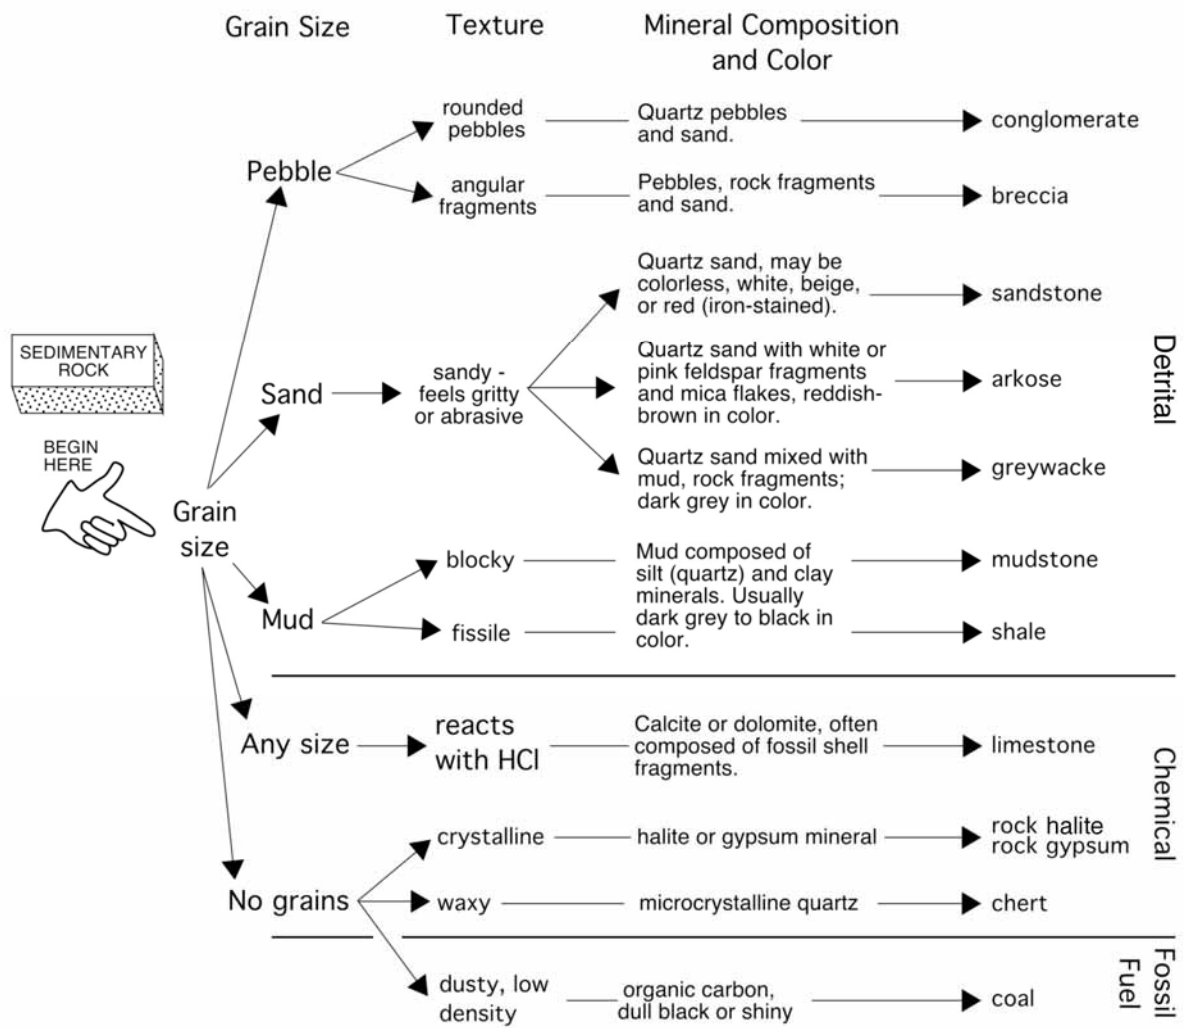 Grain Size
Texture
Mineral Composition
and Color
rounded
pebbles
Quartz pebbles
and sand.
conglomerate
Pebble
angular
fragments
Pebbles, rock fragments
and sand.
breccia
Quartz sand, may be
colorless, white, beige,
or red (iron-stained).
sandstone
SEDIMENTARY
ROCK
Sand
sandy -
feels gritty
or abrasive
Quartz sand with white or
pink feldspar fragments
and mica flakes, reddish-
brown in color.
arkose
Detrital
BEGIN
HERE
Quartz sand mixed with
mud, rock fragments;
dark grey in color.
greywacke
Grain
size
blocky
Mud composed of
silt (quartz) and clay
minerals. Usually
dark grey to black in
color.
mudstone
Mud
fissile
shale
Any size
reacts
with HCl
Calcite or dolomite, often
composed of fossil shell
fragments.
limestone
Chemical
crystalline
halite or gypsum mineral
rock halite
rock gypsum
No grains
waxy
microcrystalline quartz
chert
dusty, low
density
organic carbon,
dull black or shiny
coal
Fossil
Fuel